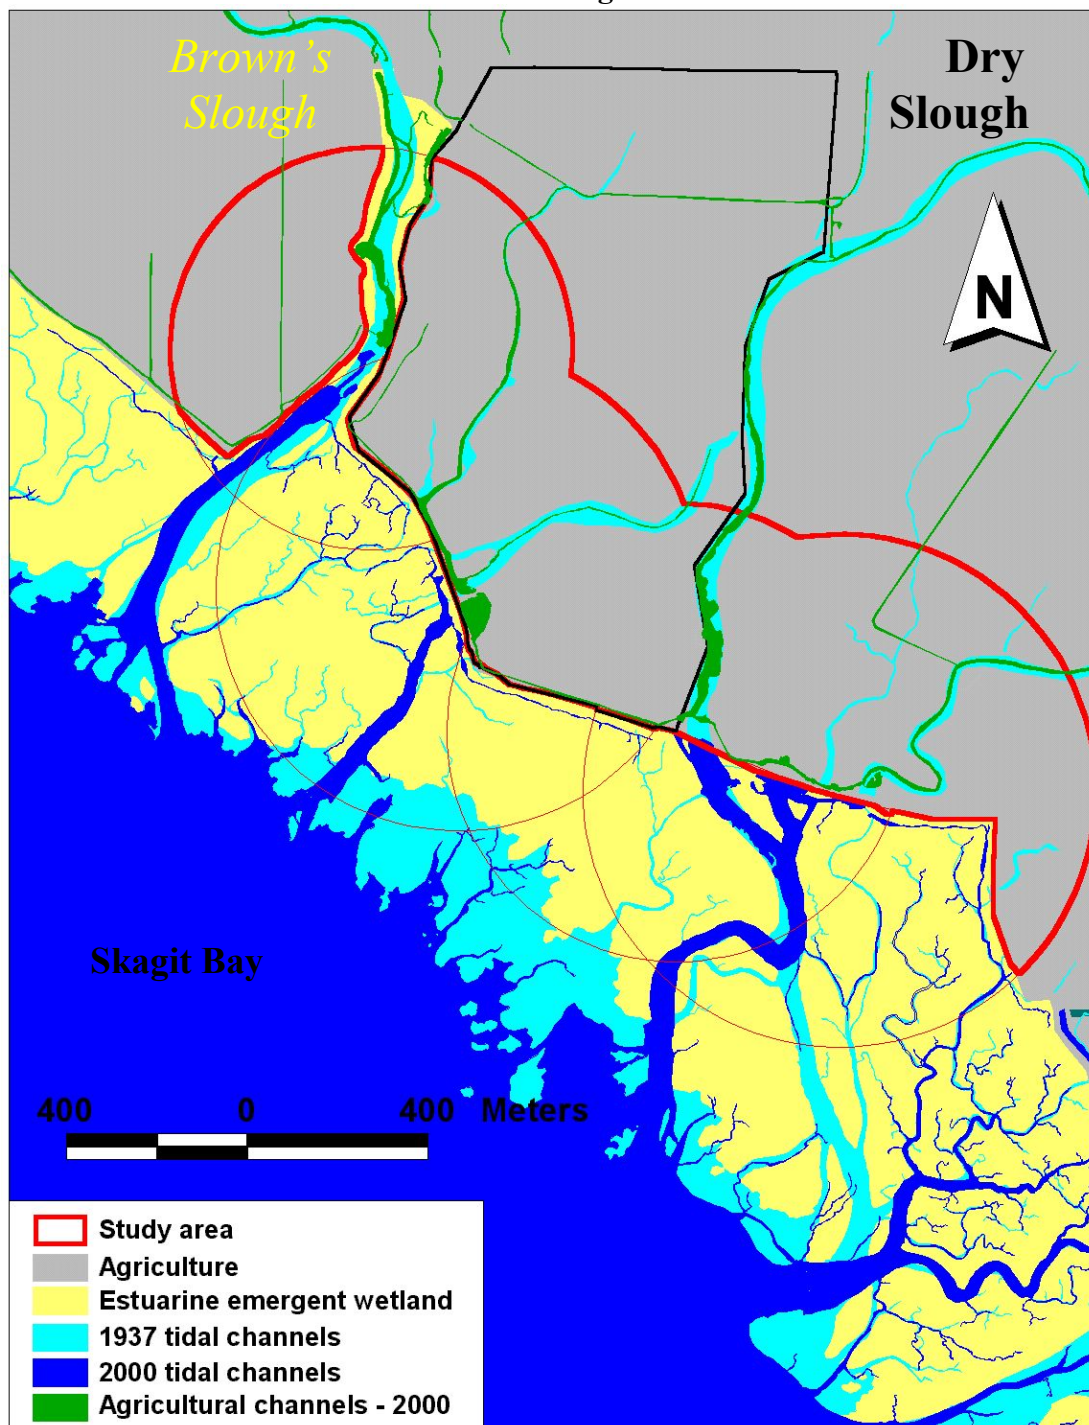 Brown's
Slough
Dry
Slough
N
Skagit Bay
400 0 400 Meters
Study area
Agriculture
Estuarine emergent wetland
1937 tidal channels
2000 tidal channels
Agricultural channels - 2000